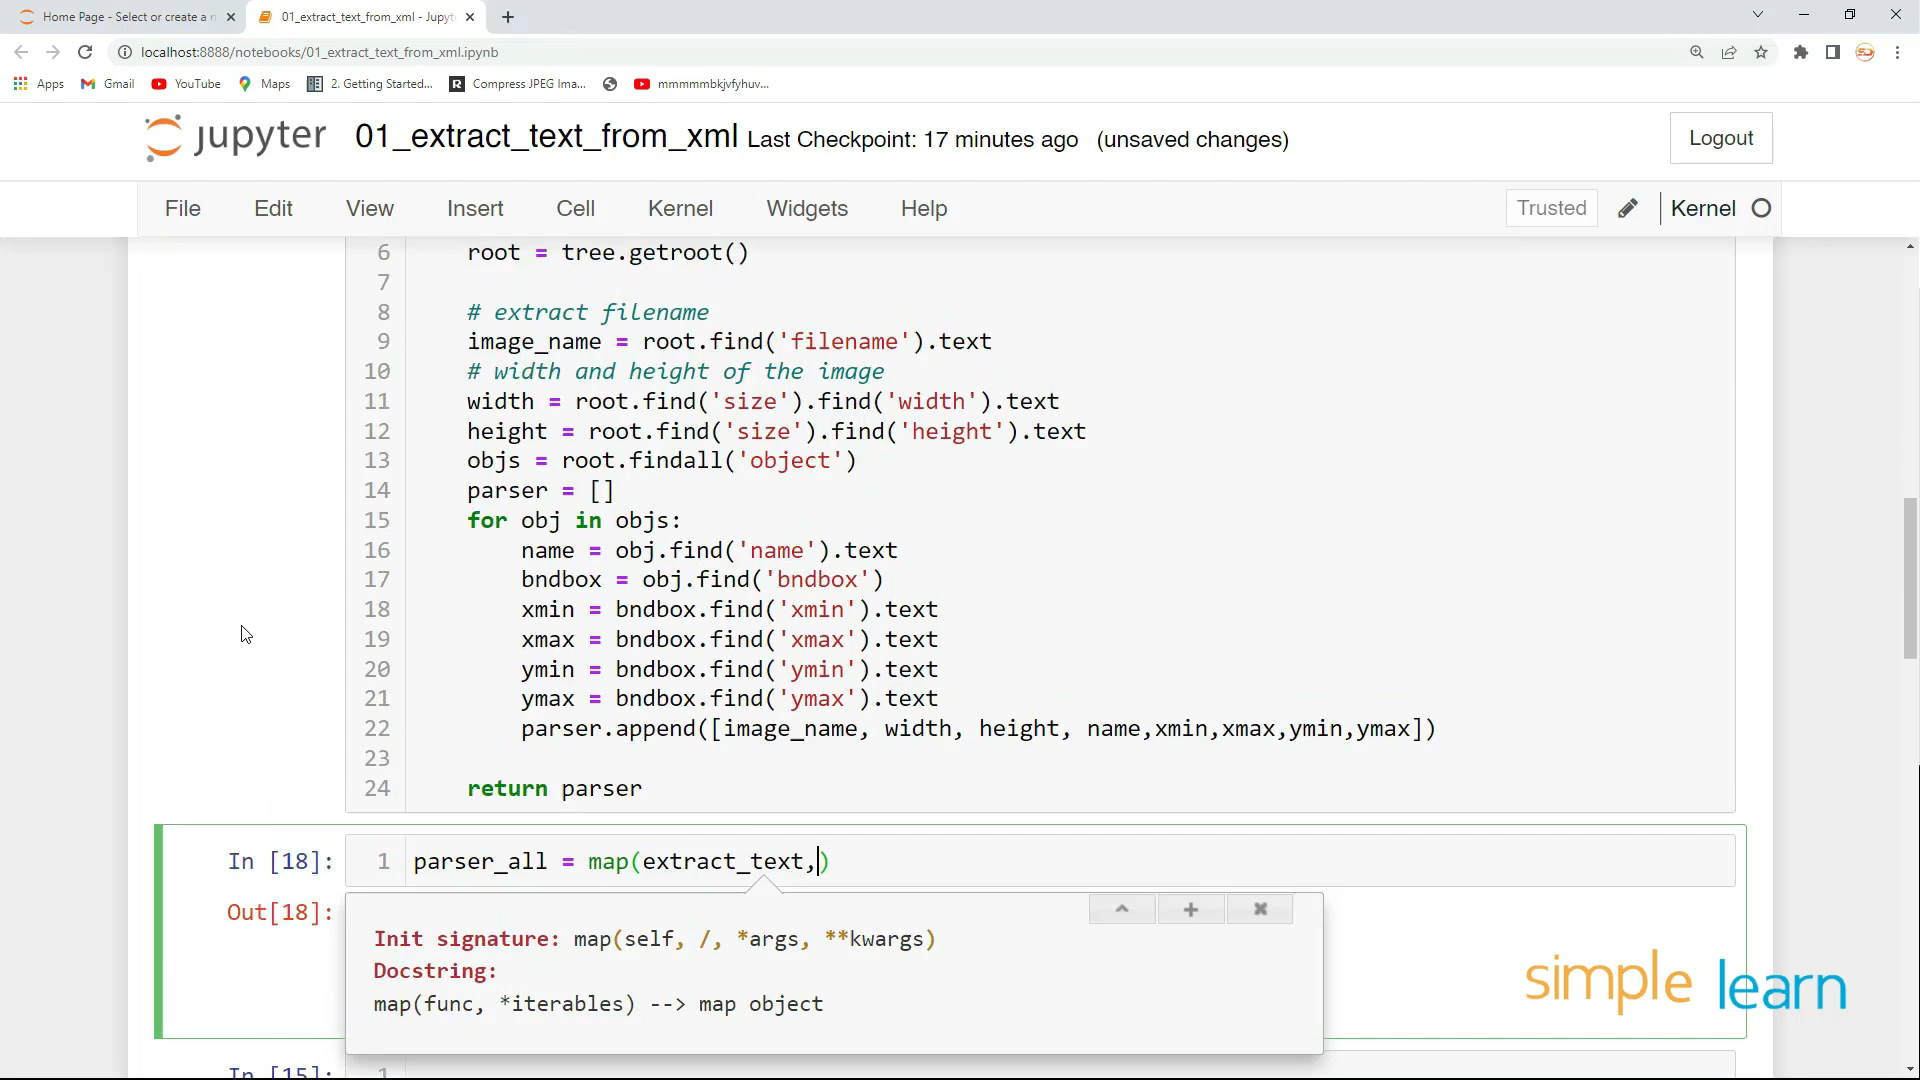 Home Page - Select or create a n
01_extract_text_from_xml - Jupyt
localhost:8888/notebooks/01_extract_text_from_xml.ipynb
Apps Gmail YouTube Maps 2. Getting Started... R Compress JPEG Ima... mmmmmbkjvfyhuv...
jupyter 01_extract_text_from_xml Last Checkpoint: 17 minutes ago (unsaved changes) Logout
File Edit View Insert Cell Kernel Widgets Help Trusted Kernel
6 root = tree.getroot()
7
8 # extract filename
9 image_name = root.find('filename').text
10 # width and height of the image
11 width = root.find('size').find('width').text
12 height = root.find('size').find('height').text
13 objs = root.findall('object')
14 parser = []
15 for obj in objs:
16 name = obj.find('name').text
17 bndbox = obj.find('bndbox')
18 xmin = bndbox.find('xmin').text
19 xmax = bndbox.find('xmax').text
20 ymin = bndbox.find('ymin').text
21 ymax = bndbox.find('ymax').text
22 parser.append([image_name, width, height, name,xmin,xmax,ymin,ymax])
23
24 return parser
In [18]: 1 parser_all = map(extract_text,)
Out[18]:
Init signature: map(self, /, *args, **kwargs)
Docstring:
map(func, *iterables) --> map object
simplelearn
In [15]: 1